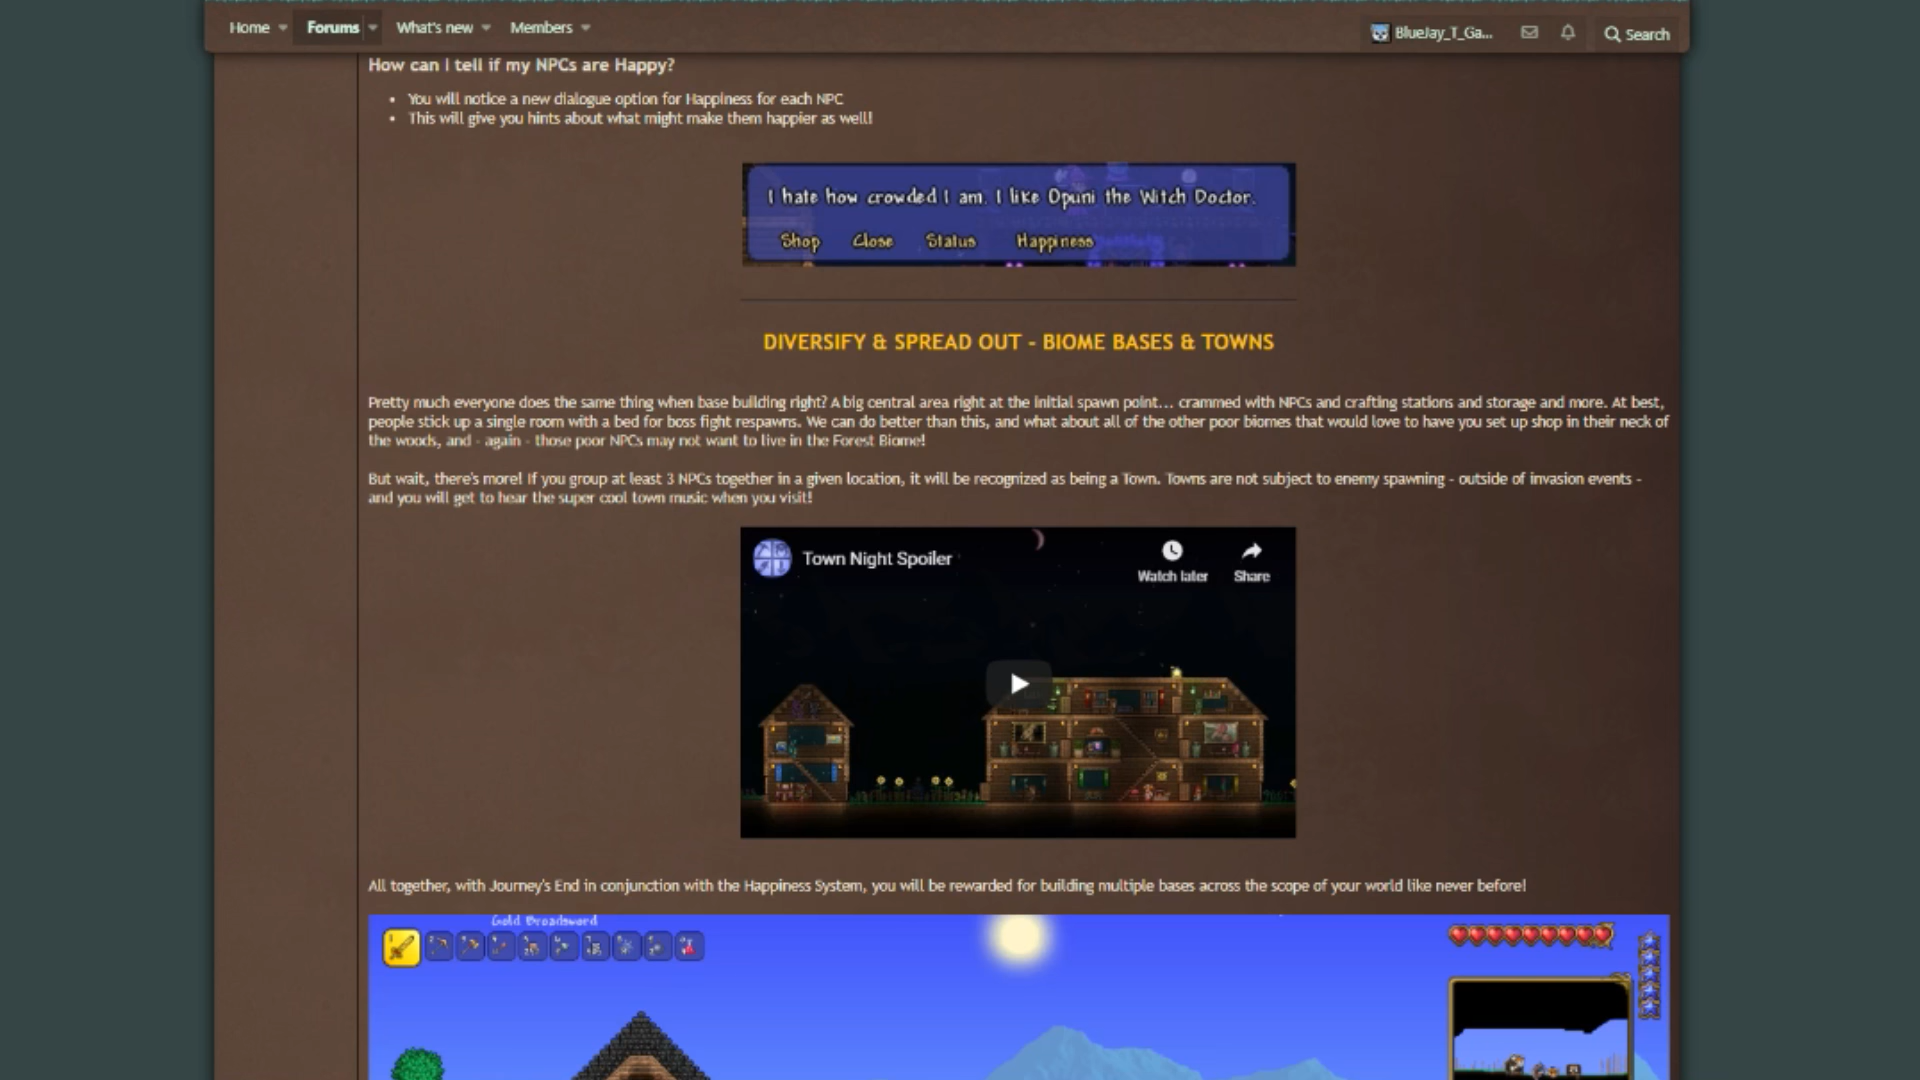 Home Forums What's new Members BlueJay_T_Ga... Search
How can I tell if my NPCs are Happy?
• You will notice a new dialogue option for Happiness for each NPC
• This will give you hints about what might make them happier as well!
I hate how crowded I am. I like Opuni the Witch Doctor.
Shop Close Status Happiness
DIVERSIFY & SPREAD OUT - BIOME BASES & TOWNS
Pretty much everyone does the same thing when base building right? A big central area right at the initial spawn point... crammed with NPCs and crafting stations and storage and more. At best,
people stick up a single room with a bed for boss fight respawns. We can do better than this, and what about all of the other poor biomes that would love to have you set up shop in their neck of
the woods, and - again - those poor NPCs may not want to live in the Forest Biome!
But wait, there's more! If you group at least 3 NPCs together in a given location, it will be recognized as being a Town. Towns are not subject to enemy spawning - outside of invasion events -
and you will get to hear the super cool town music when you visit!
Town Night Spoiler
Watch later Share
All together, with Journey's End in conjunction with the Happiness System, you will be rewarded for building multiple bases across the scope of your world like never before!
Gold Broadsword